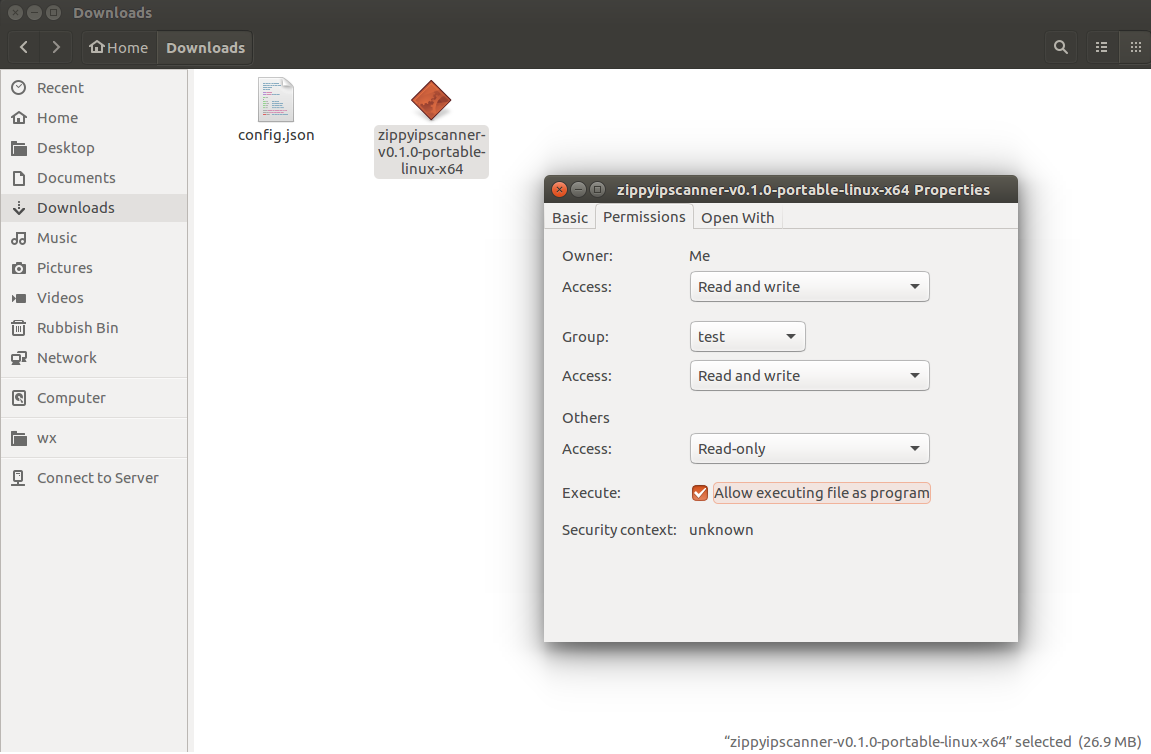 Downloads
Home
Downloads
Recent
Home
Desktop
Documents
Downloads
Music
Pictures
Videos
Rubbish Bin
Network
Computer
wx
Connect to Server
config.json
zippyipscanner-
v0.1.0-portable-
linux-x64
zippyipscanner-v0.1.0-portable-linux-x64 Properties
Basic
Permissions
Open With
Owner:
Me
Access:
Read and write
Group:
test
Access:
Read and write
Others
Access:
Read-only
Execute:
Allow executing file as program
Security context:
unknown
“zippyipscanner-v0.1.0-portable-linux-x64” selected (26.9 MB)